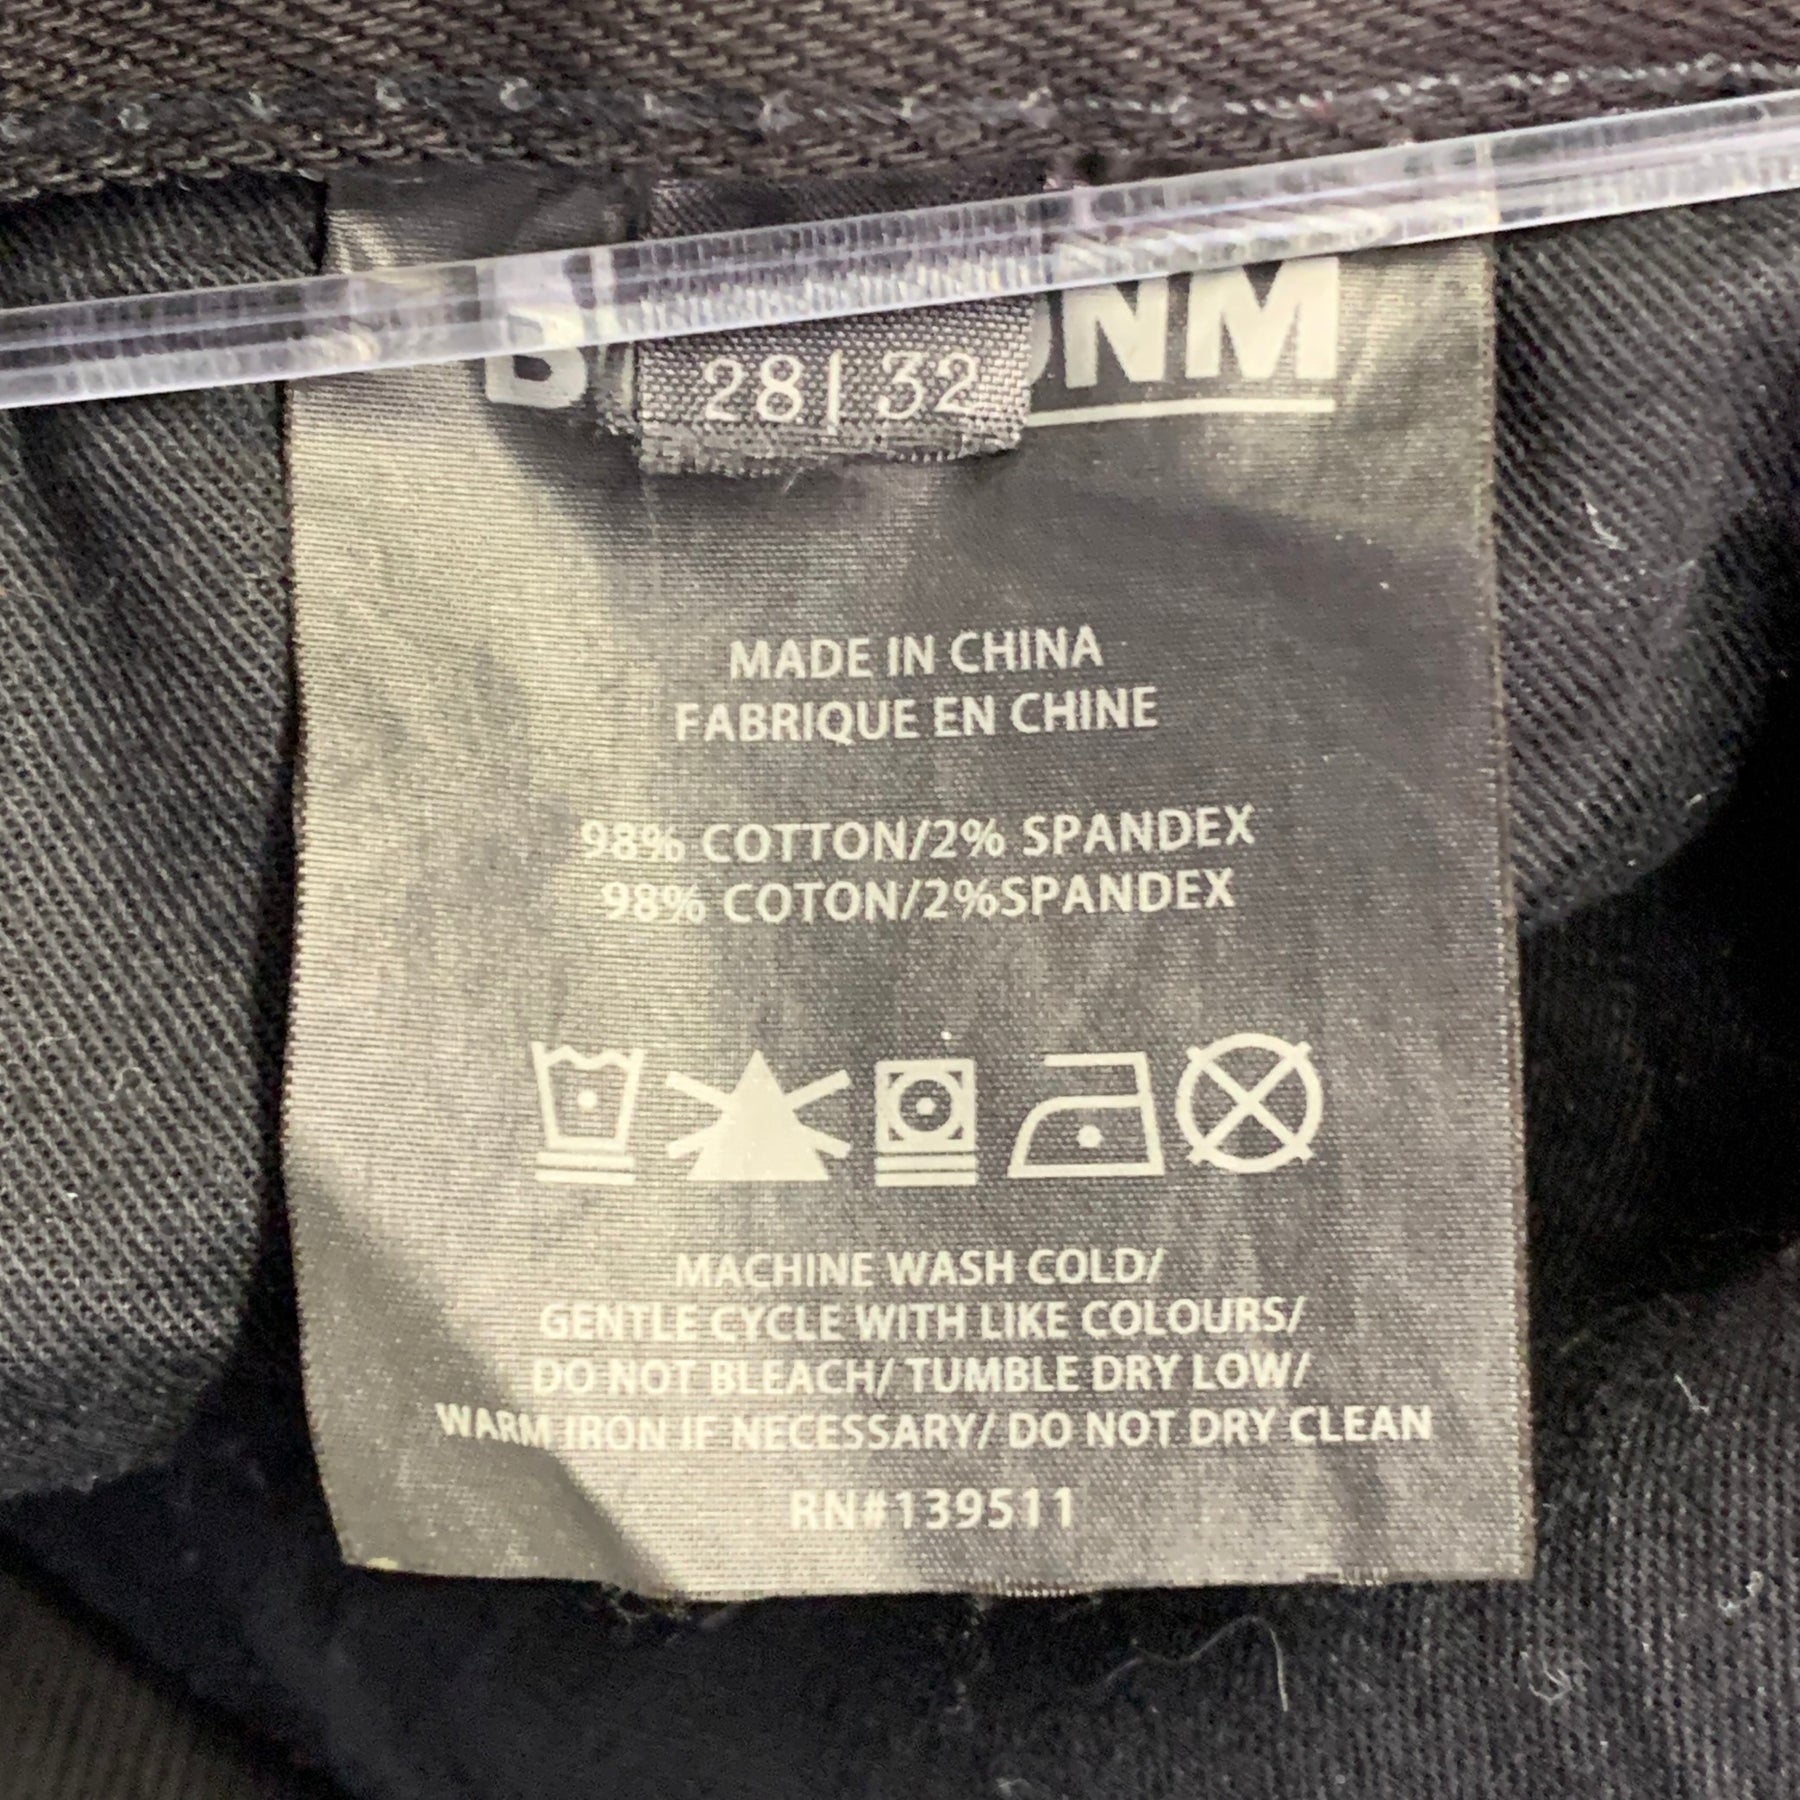 28/32
MADE IN CHINA
FABRIQUE EN CHINE
98% COTTON/2% SPANDEX
98% COTON/2%SPANDEX
MACHINE WASH COLD/
GENTLE CYCLE WITH LIKE COLOURS/
DO NOT BLEACH/ TUMBLE DRY LOW/
WARM IRON IF NECESSARY/ DO NOT DRY CLEAN
RN#139511